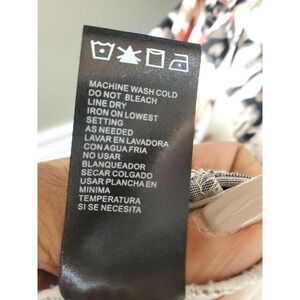 MACHINE WASH COLD
DO NOT BLEACH
LINE DRY
IRON ON LOWEST
SETTING
AS NEEDED
LAVAR EN LAVADORA
CON AGUA FRIA
NO USAR
BLANQUEADOR
SECAR COLGADO
USAR PLANCHA EN
MINIMA
TEMPERATURA
SI SE NECESITA